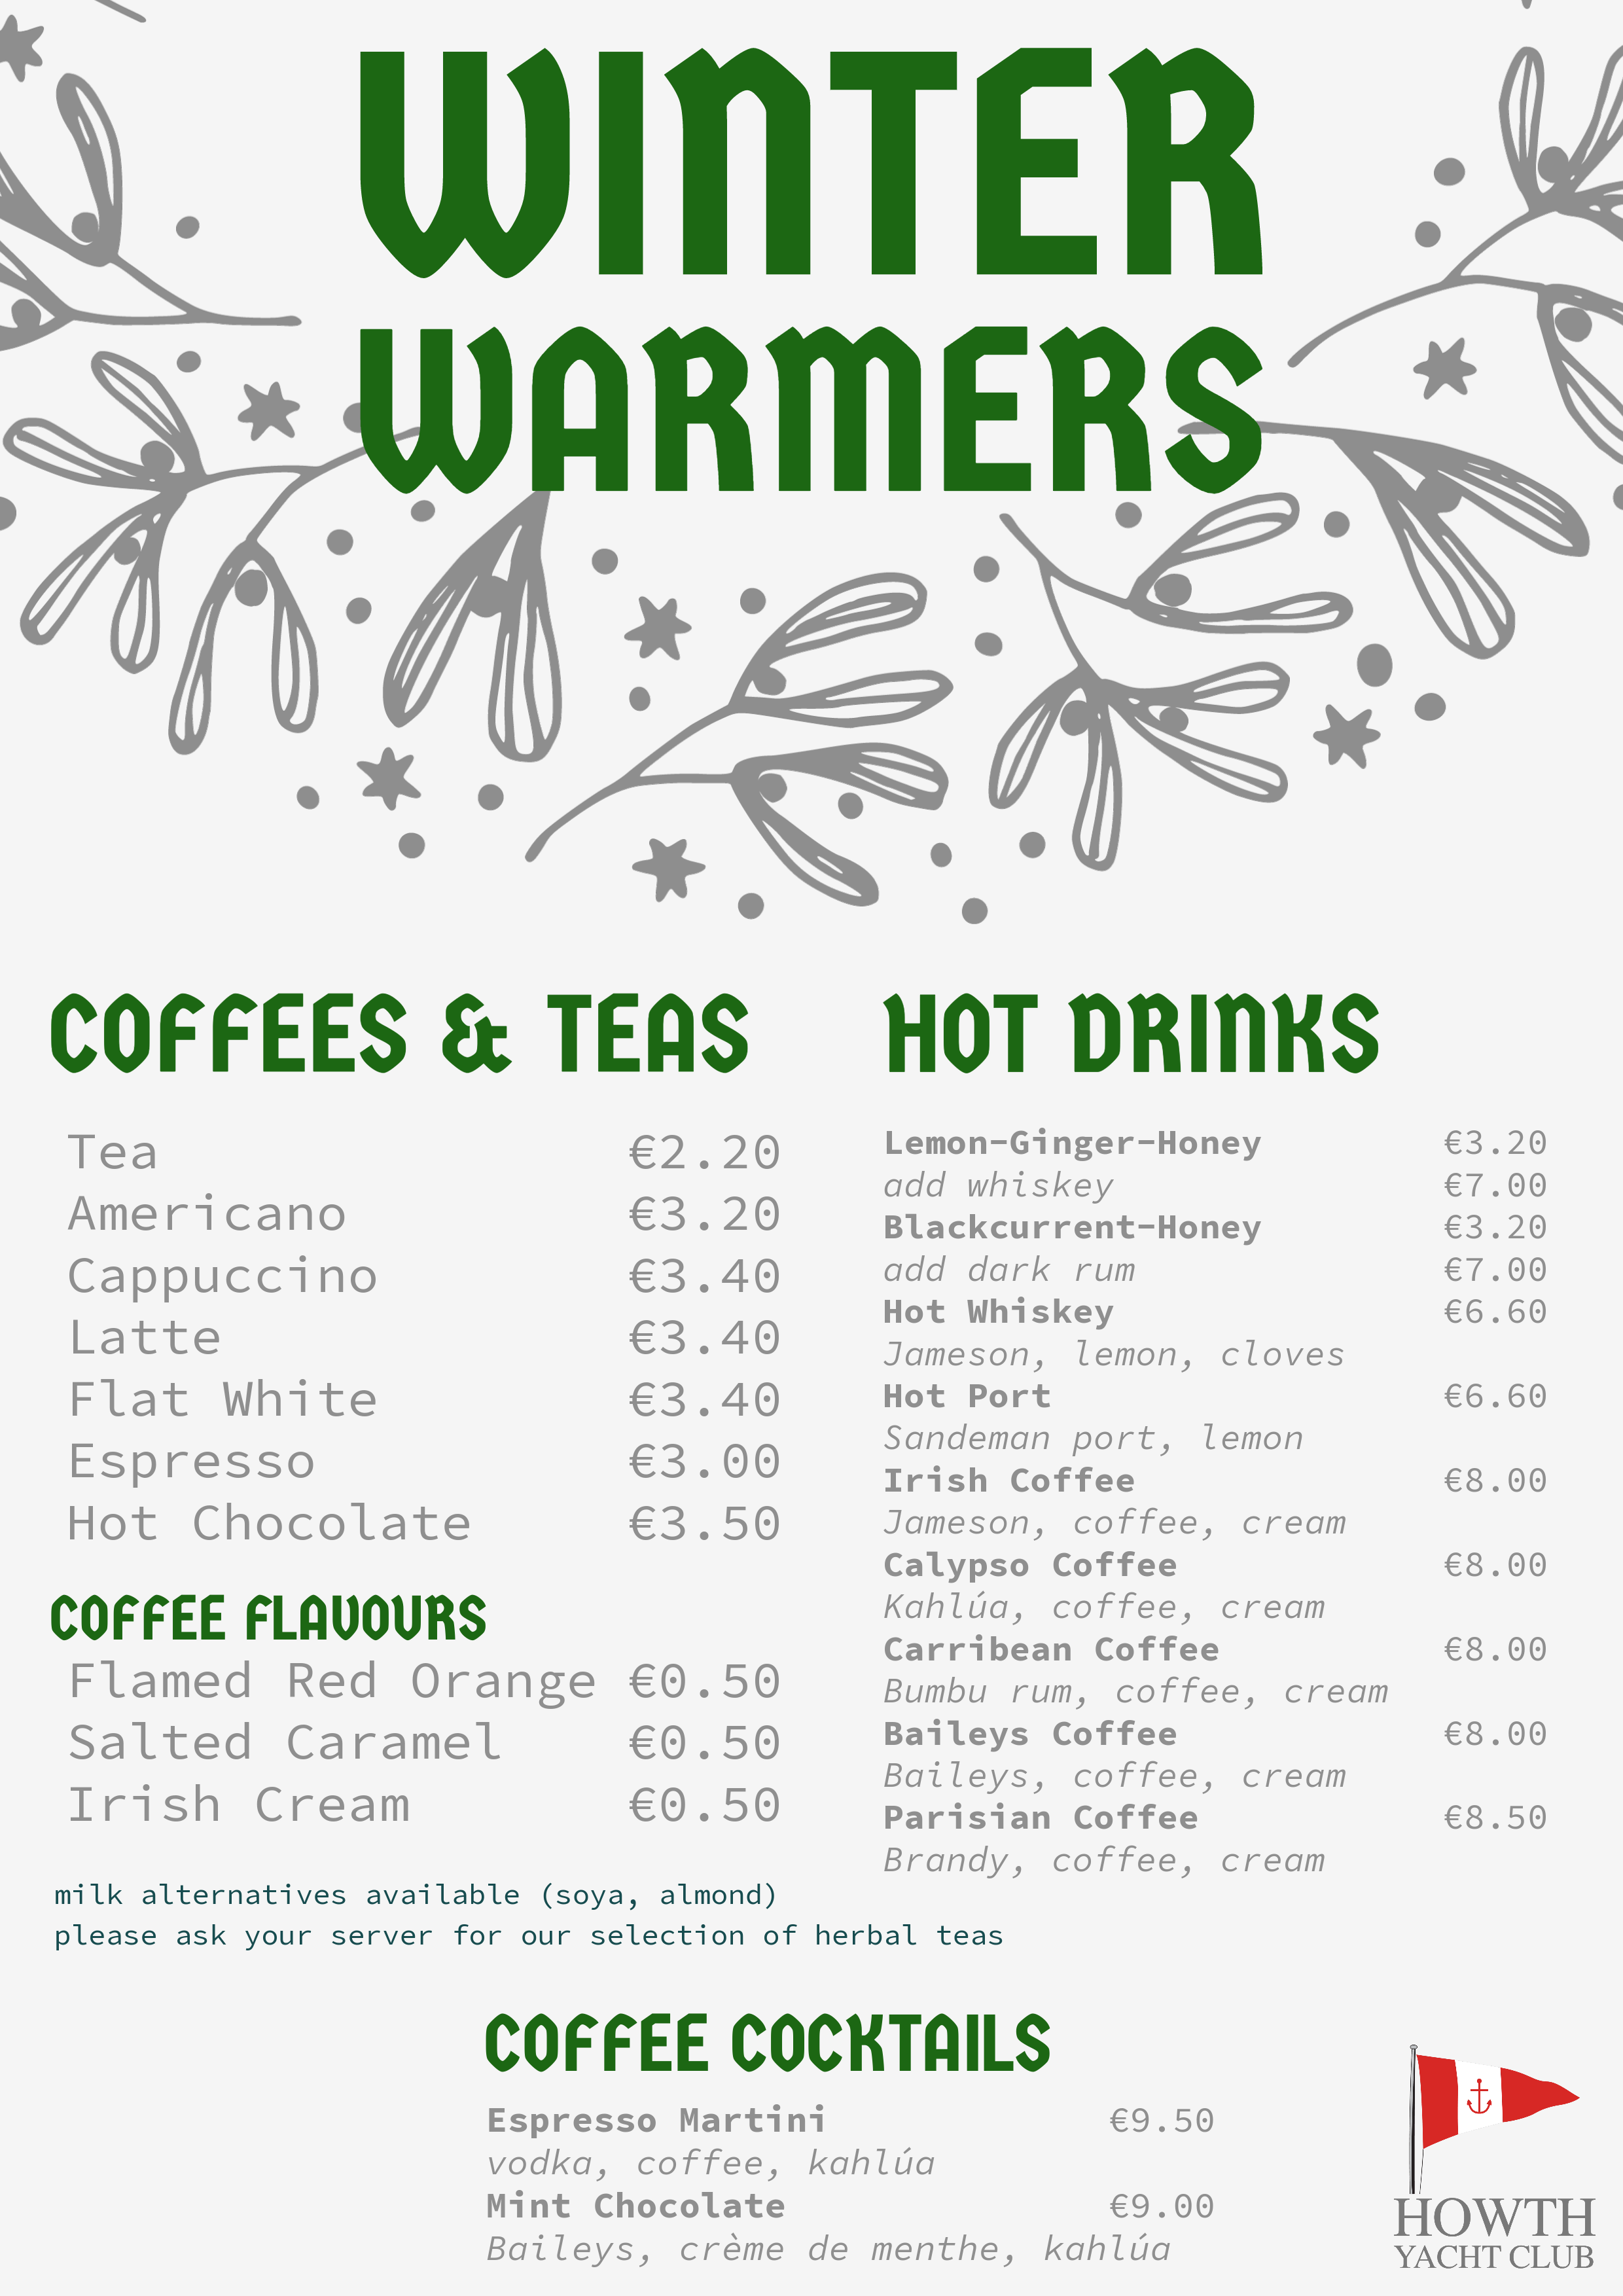 WINTER
WARMERS
COFFEES & TEAS
Tea €2.20
Americano €3.20
Cappuccino €3.40
Latte €3.40
Flat White €3.40
Espresso €3.00
Hot Chocolate €3.50
COFFEE FLAVOURS
Flamed Red Orange €0.50
Salted Caramel €0.50
Irish Cream €0.50
milk alternatives available (soya, almond)
please ask your server for our selection of herbal teas
HOT DRINKS
Lemon-Ginger-Honey €3.20
add whiskey €7.00
Blackcurrent-Honey €3.20
add dark rum €7.00
Hot Whiskey €6.60
Jameson, lemon, cloves
Hot Port €6.60
Sandeman port, lemon
Irish Coffee €8.00
Jameson, coffee, cream
Calypso Coffee €8.00
Kahlúa, coffee, cream
Carribean Coffee €8.00
Bumbu rum, coffee, cream
Baileys Coffee €8.00
Baileys, coffee, cream
Parisian Coffee €8.50
Brandy, coffee, cream
COFFEE COCKTAILS
Espresso Martini €9.50
vodka, coffee, kahlúa
Mint Chocolate €9.00
Baileys, crème de menthe, kahlúa
HOWTH
YACHT CLUB